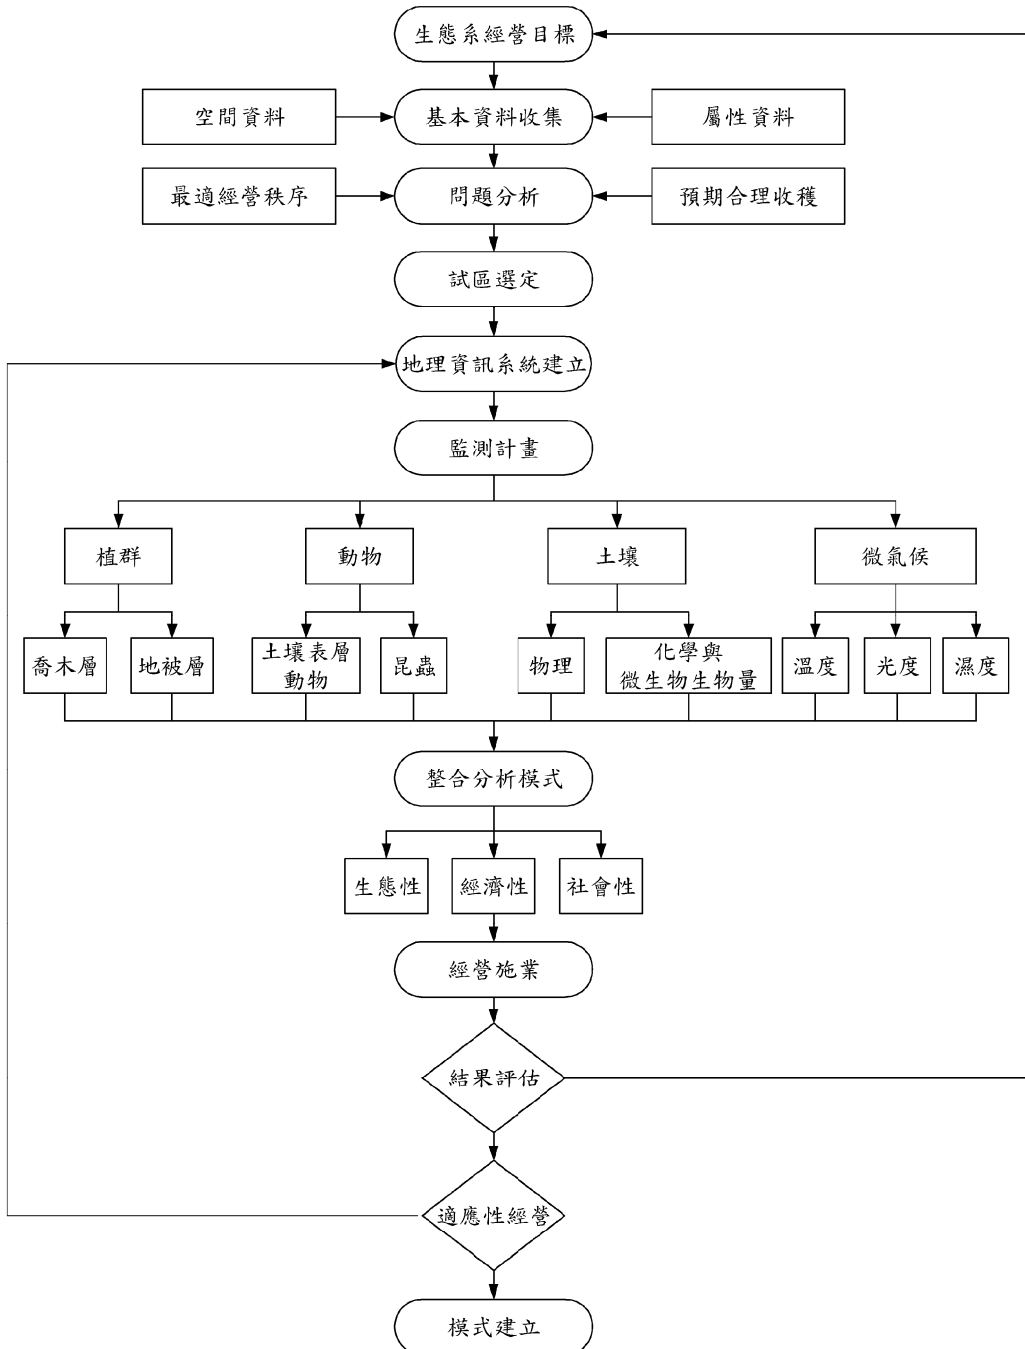 生態系經營目標
空間資料
基本資料收集
屬性資料
最適經營秩序
問題分析
預期合理收穫
試區選定
地理資訊系統建立
監測計畫
植群
動物
土壤
微氣候
喬木層
地被層
土壤表層
動物
昆蟲
物理
化學與
微生物生物量
溫度
光度
濕度
整合分析模式
生態性
經濟性
社會性
經營施業
結果評估
適應性經營
模式建立